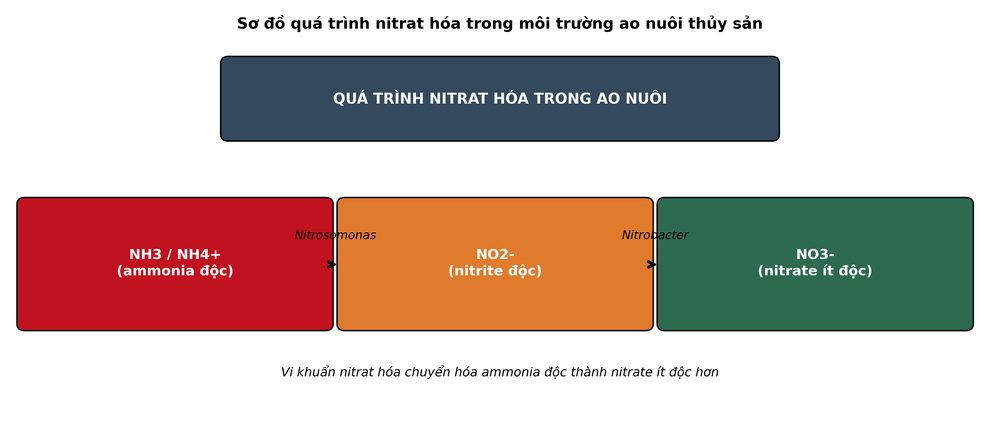 Sơ đồ quá trình nitrat hóa trong môi trường ao nuôi thủy sản
QUÁ TRÌNH NITRAT HÓA TRONG AO NUÔI
Nitrosomonas
Nitrobacter
NH3 / NH4+
(ammonia độc)
NO2-
(nitrite độc)
NO3-
(nitrate ít độc)
Vi khuẩn nitrat hóa chuyển hóa ammonia độc thành nitrate ít độc hơn